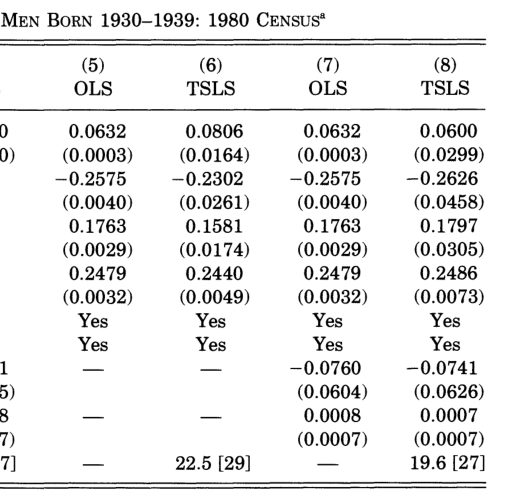 MEN BORN 1930–1939: 1980 CENSUSᵃ
(5) (6) (7) (8)
OLS TSLS OLS TSLS
0 0.0632 0.0806 0.0632 0.0600
0) (0.0003) (0.0164) (0.0003) (0.0299)
−0.2575 −0.2302 −0.2575 −0.2626
(0.0040) (0.0261) (0.0040) (0.0458)
0.1763 0.1581 0.1763 0.1797
(0.0029) (0.0174) (0.0029) (0.0305)
0.2479 0.2440 0.2479 0.2486
(0.0032) (0.0049) (0.0032) (0.0073)
Yes Yes Yes Yes
Yes Yes Yes Yes
1 — — −0.0760 −0.0741
5) (0.0604) (0.0626)
8 — — 0.0008 0.0007
7) (0.0007) (0.0007)
7] — 22.5 [29] — 19.6 [27]